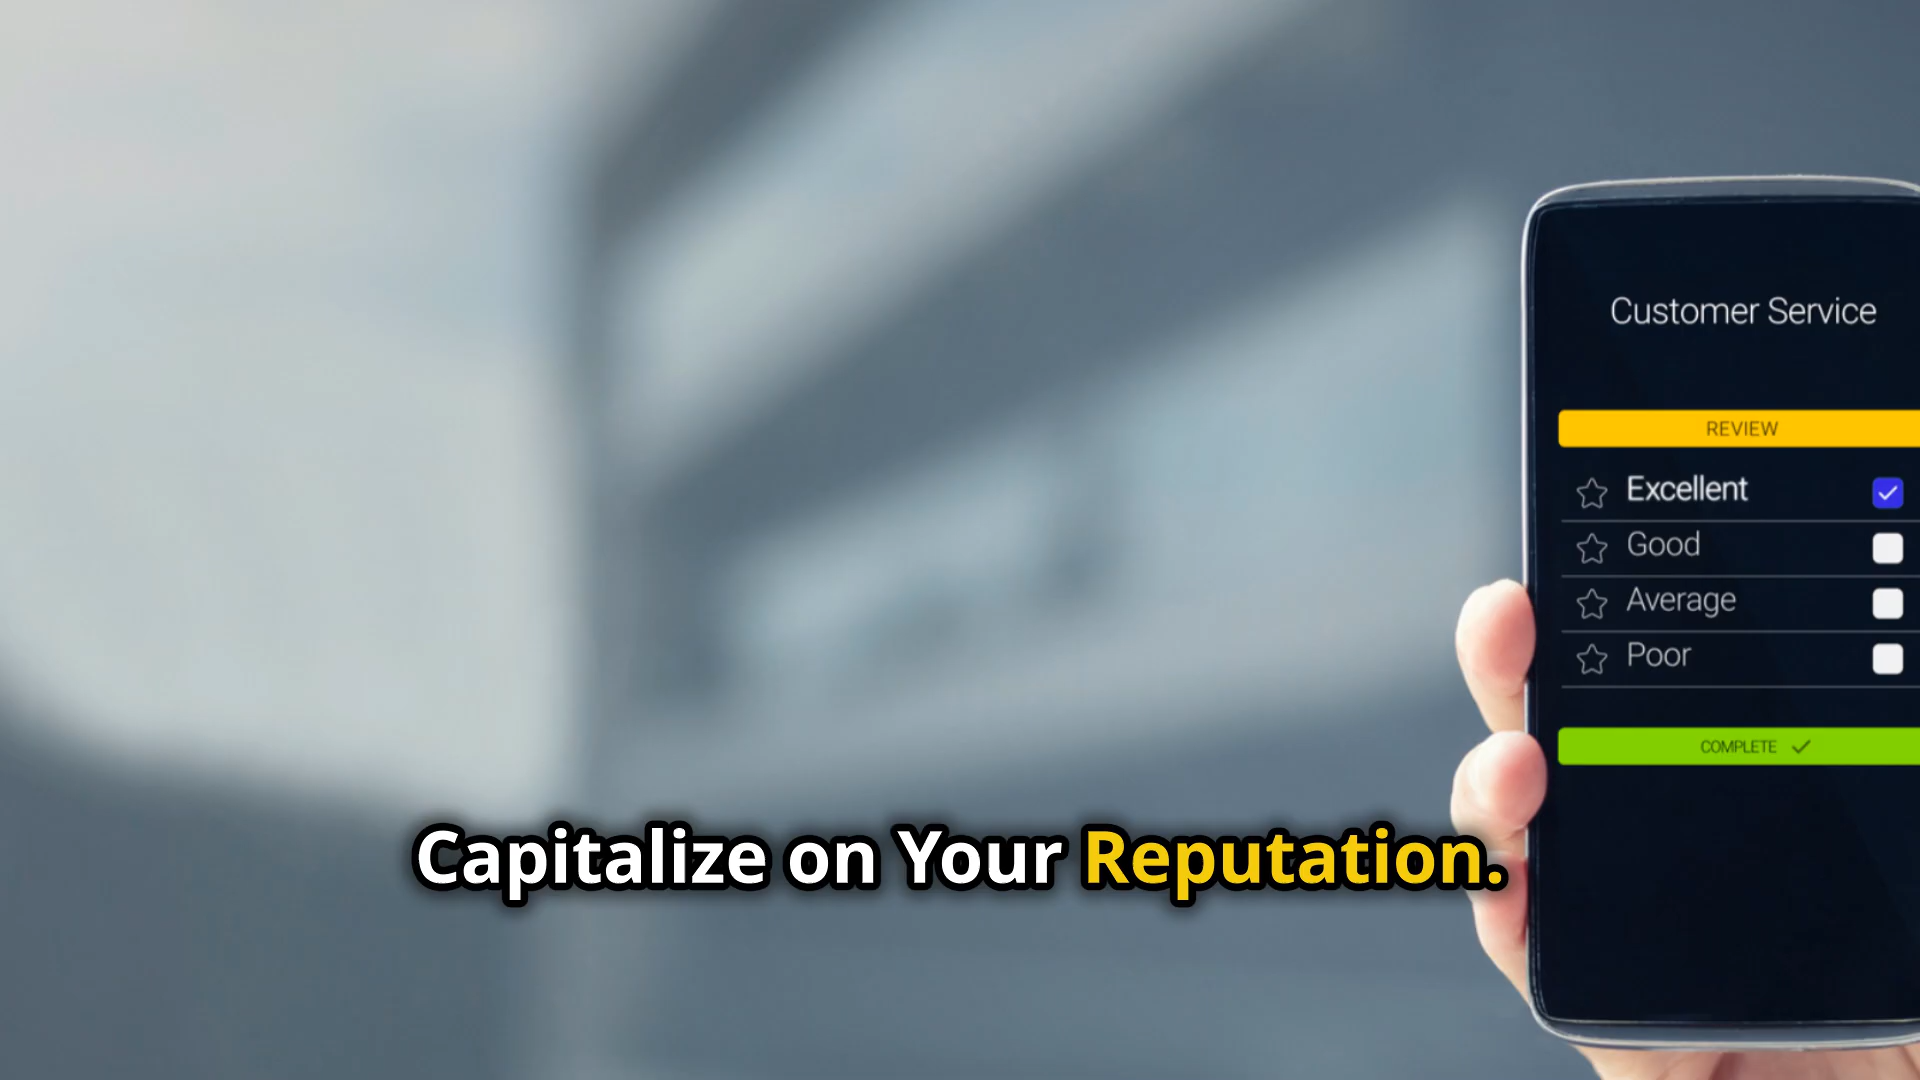 Customer Service
REVIEW
Excellent
Good
Average
Poor
COMPLETE
Capitalize on Your Reputation.